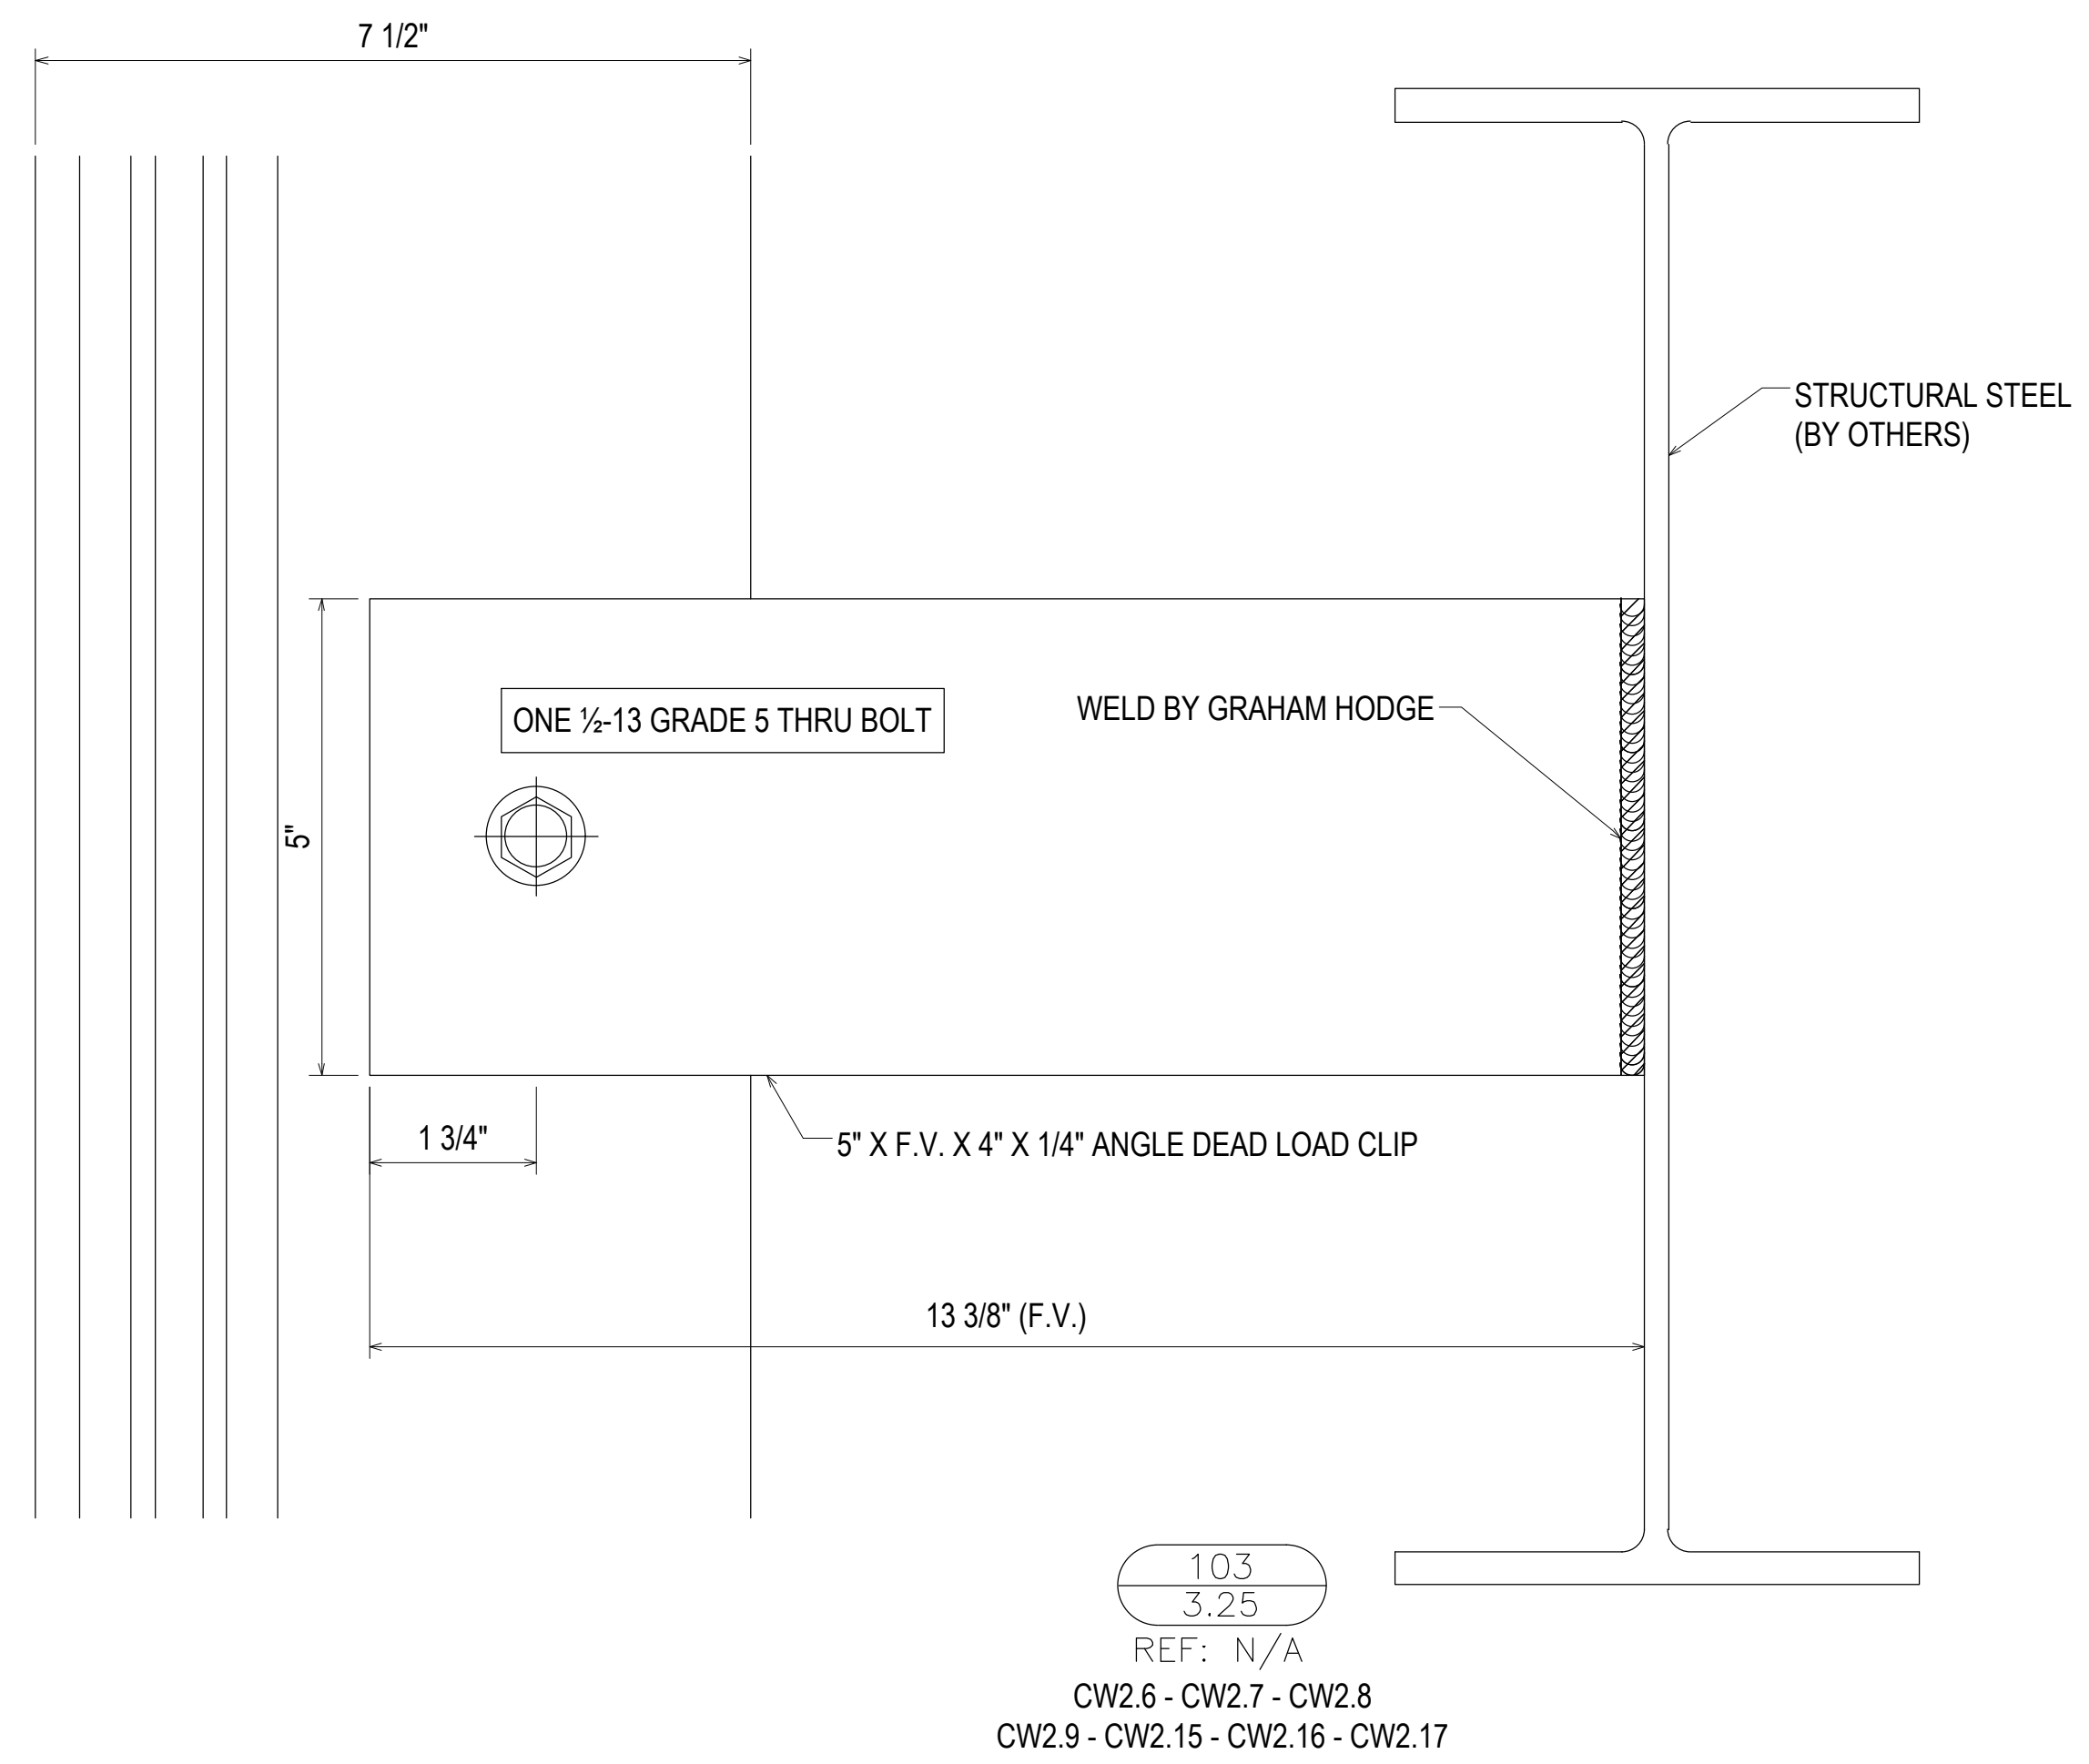 7 1/2"
STRUCTURAL STEEL
(BY OTHERS)
ONE ½-13 GRADE 5 THRU BOLT
WELD BY GRAHAM HODGE
5"
1 3/4"
5" X F.V. X 4" X 1/4" ANGLE DEAD LOAD CLIP
13 3/8" (F.V.)
103
3.25
REF: N/A
CW2.6 - CW2.7 - CW2.8
CW2.9 - CW2.15 - CW2.16 - CW2.17